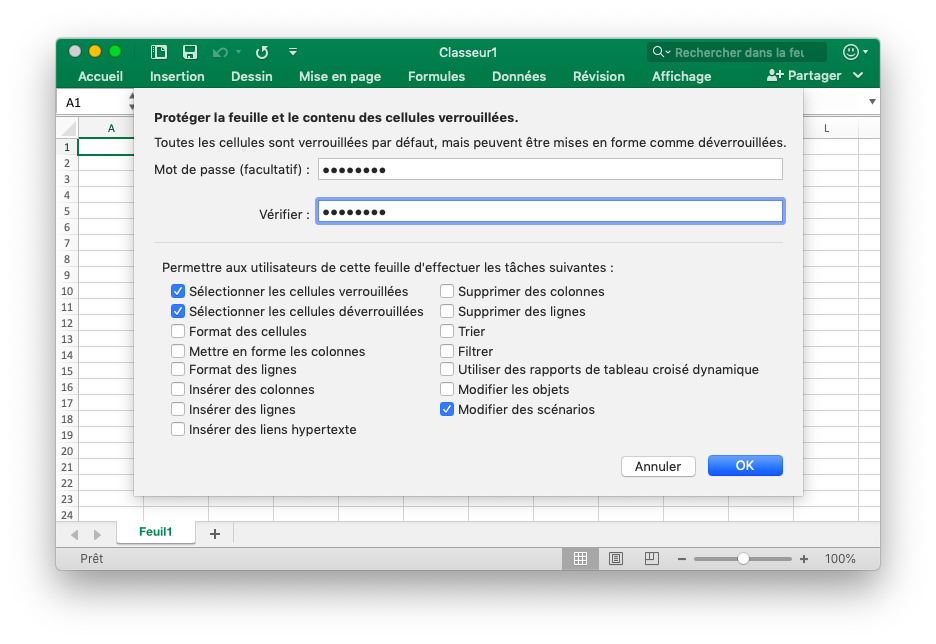 Classeur1
Rechercher dans la feu
Accueil Insertion Dessin Mise en page Formules Données Révision Affichage Partager
A1
A L
Protéger la feuille et le contenu des cellules verrouillées.
Toutes les cellules sont verrouillées par défaut, mais peuvent être mises en forme comme déverrouillées.
Mot de passe (facultatif) : ●●●●●●●●
Vérifier : ●●●●●●●●
Permettre aux utilisateurs de cette feuille d'effectuer les tâches suivantes :
Sélectionner les cellules verrouillées
Sélectionner les cellules déverrouillées
Format des cellules
Mettre en forme les colonnes
Format des lignes
Insérer des colonnes
Insérer des lignes
Insérer des liens hypertexte
Supprimer des colonnes
Supprimer des lignes
Trier
Filtrer
Utiliser des rapports de tableau croisé dynamique
Modifier les objets
Modifier des scénarios
Annuler OK
1
2
3
4
5
6
7
8
9
10
11
12
13
14
15
16
17
18
19
20
21
22
23
24
Feuil1 +
Prêt
100%